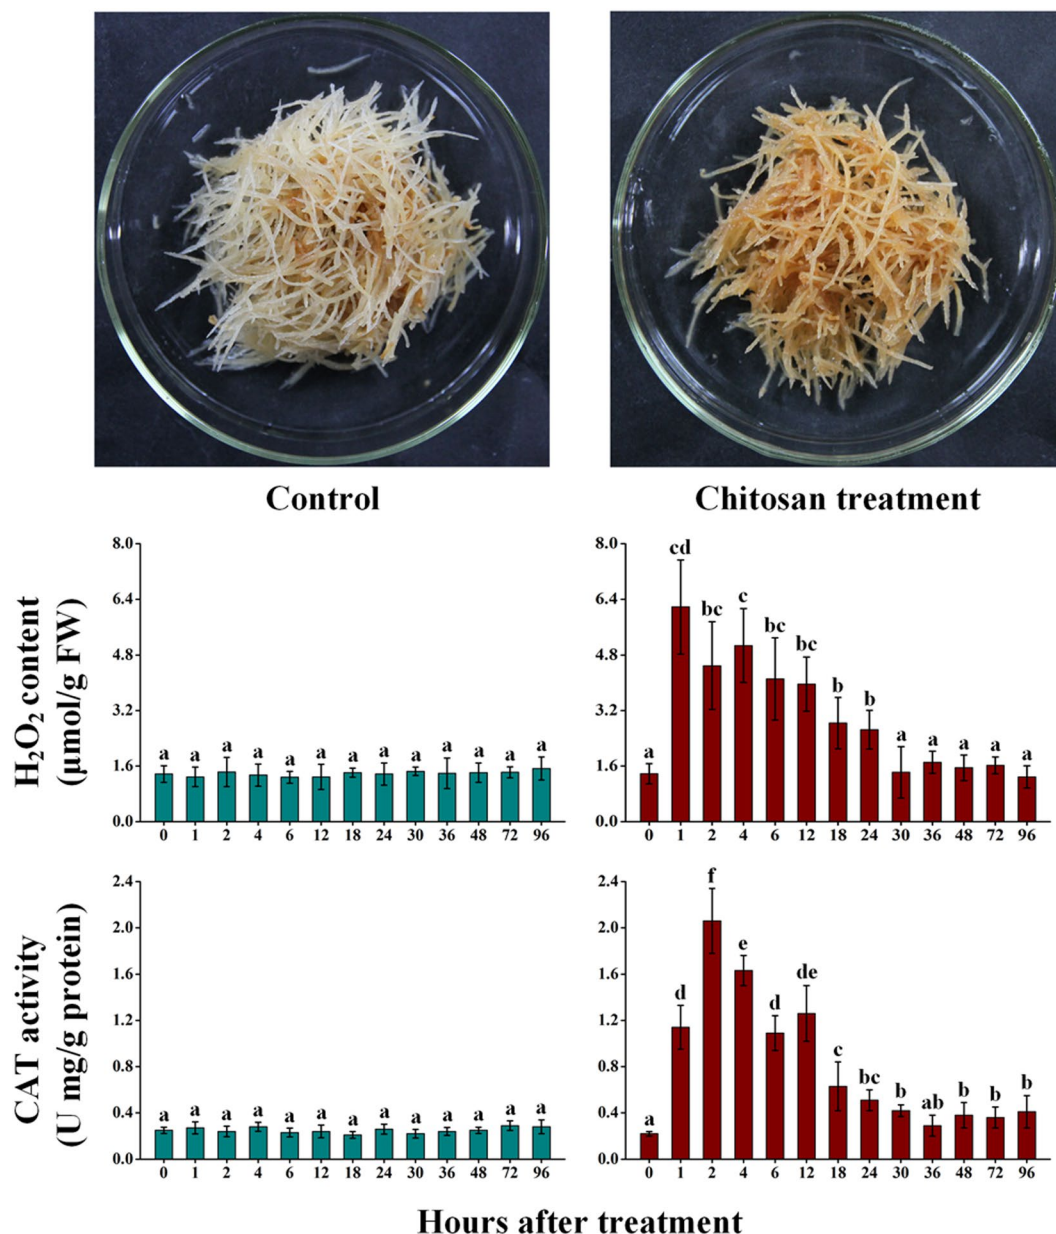 Control
Chitosan treatment
H₂O₂ content
(µmol/g FW)
8.0
6.4
4.8
3.2
1.6
0.0
a a a a a a a a a a a a a
0 1 2 4 6 12 18 24 30 36 48 72 96
8.0
6.4
4.8
3.2
1.6
0.0
a cd bc c bc bc b b a a a a a
0 1 2 4 6 12 18 24 30 36 48 72 96
CAT activity
(U mg/g protein)
2.4
2.0
1.6
1.2
0.8
0.4
0.0
a a a a a a a a a a a a a
0 1 2 4 6 12 18 24 30 36 48 72 96
2.4
2.0
1.6
1.2
0.8
0.4
0.0
a d f e d de c bc b ab b b b
0 1 2 4 6 12 18 24 30 36 48 72 96
Hours after treatment